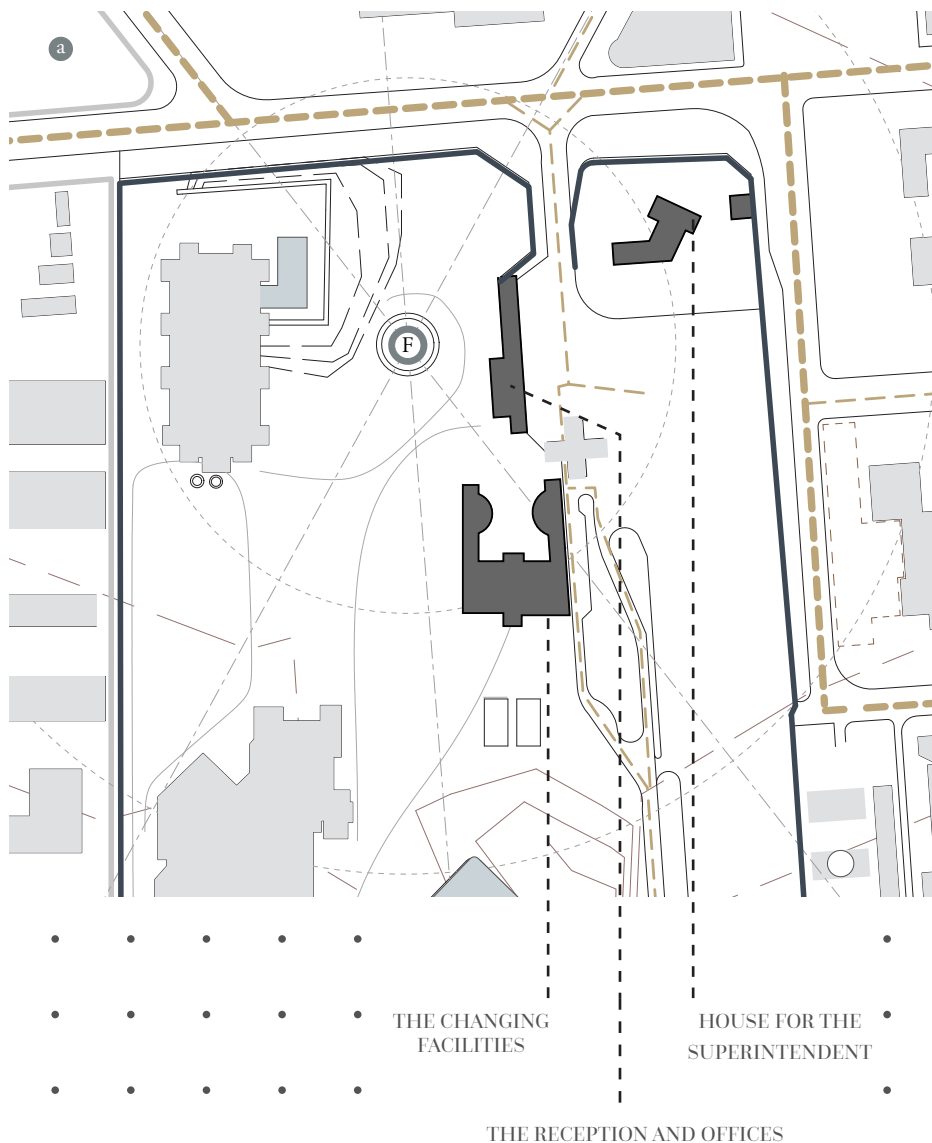 a
F
THE CHANGING
FACILITIES
HOUSE FOR THE
SUPERINTENDENT
THE RECEPTION AND OFFICES